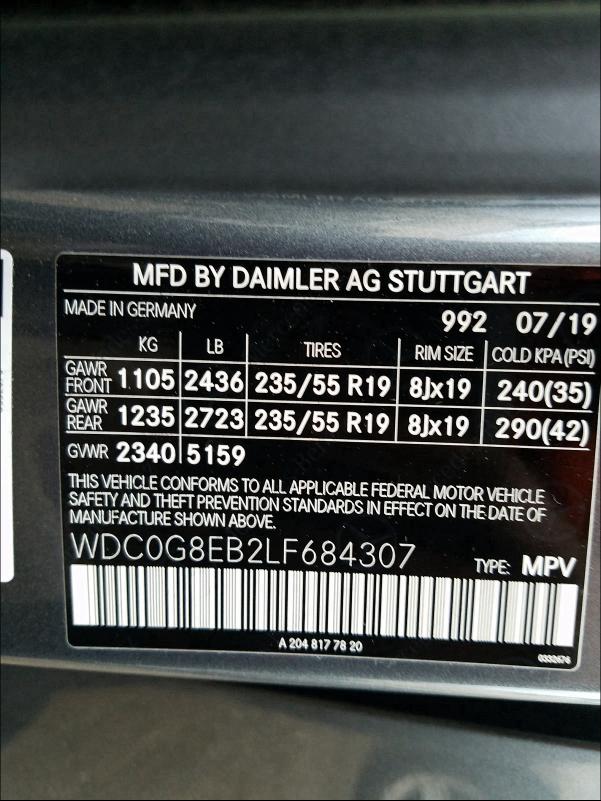 MFD BY DAIMLER AG STUTTGART
MADE IN GERMANY 992 07/19
KG LB TIRES RIM SIZE COLD KPA (PSI)
GAWR FRONT 1105 2436 235/55 R19 8Jx19 240(35)
GAWR REAR 1235 2723 235/55 R19 8Jx19 290(42)
GVWR 2340 5159
THIS VEHICLE CONFORMS TO ALL APPLICABLE FEDERAL MOTOR VEHICLE
SAFETY AND THEFT PREVENTION STANDARDS IN EFFECT ON THE DATE OF
MANUFACTURE SHOWN ABOVE.
WDC0G8EB2LF684307 TYPE: MPV
A 204 817 78 20
0332676